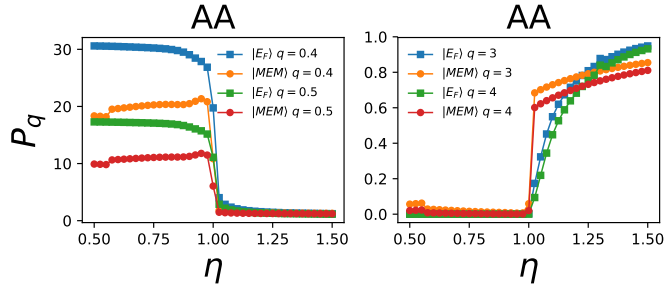 AA
P_q
30
20
10
0
|E_F⟩ q = 0.4
|MEM⟩ q = 0.4
|E_F⟩ q = 0.5
|MEM⟩ q = 0.5
0.50 0.75 1.00 1.25 1.50
η
AA
1.0
0.8
0.6
0.4
0.2
0.0
|E_F⟩ q = 3
|MEM⟩ q = 3
|E_F⟩ q = 4
|MEM⟩ q = 4
0.50 0.75 1.00 1.25 1.50
η